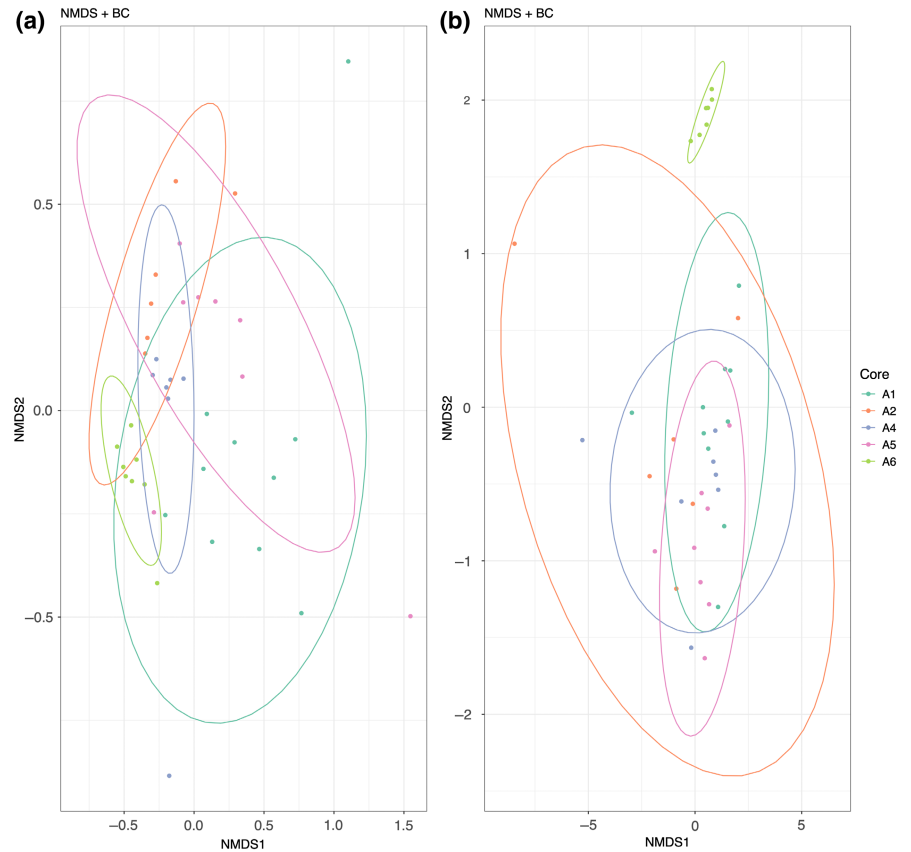 (a) NMDS + BC
0.5
0.0
−0.5
−0.5 0.0 0.5 1.0 1.5
NMDS1
NMDS2
(b) NMDS + BC
2
1
0
−1
−2
−5 0 5
NMDS1
NMDS2
Core
A1
A2
A4
A5
A6